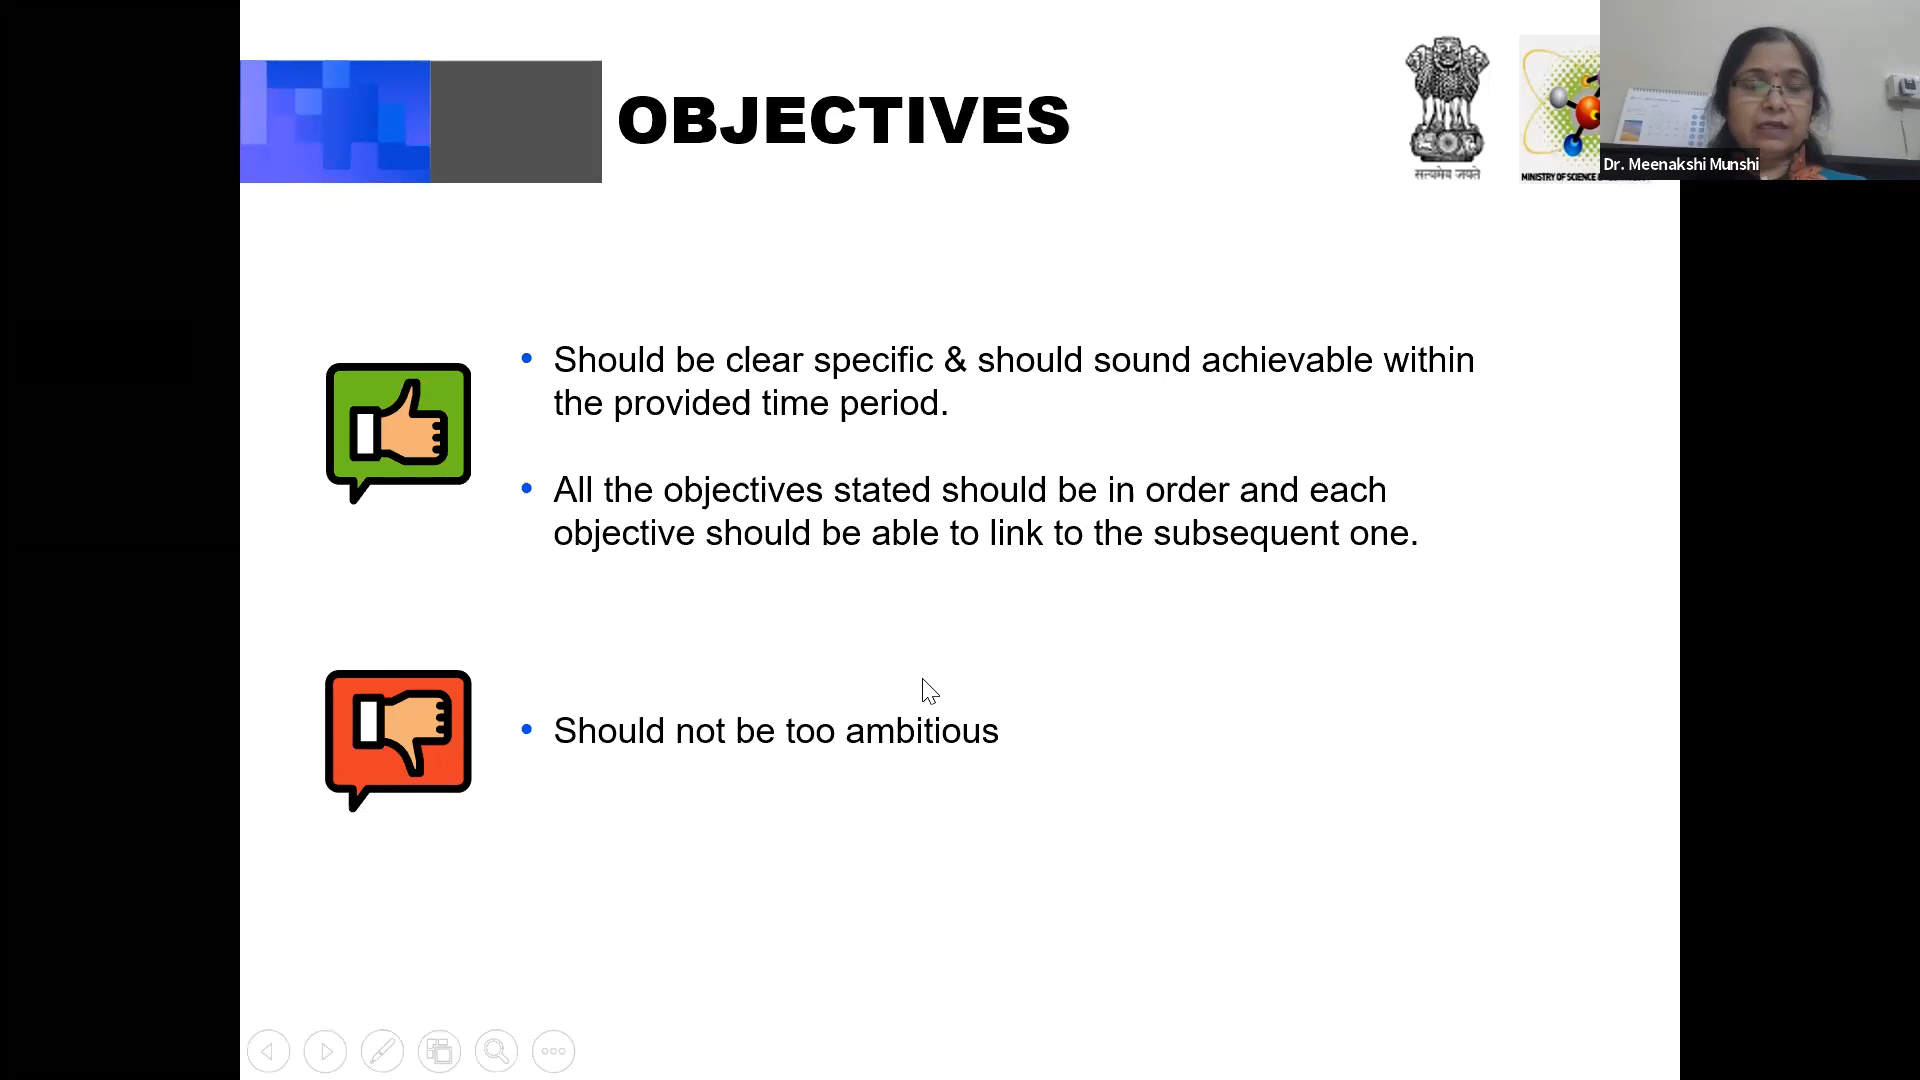 OBJECTIVES
सत्यमेव जयते
MINISTRY OF SCIENCE
Dr. Meenakshi Munshi
• Should be clear specific & should sound achievable within
the provided time period.
• All the objectives stated should be in order and each
objective should be able to link to the subsequent one.
• Should not be too ambitious